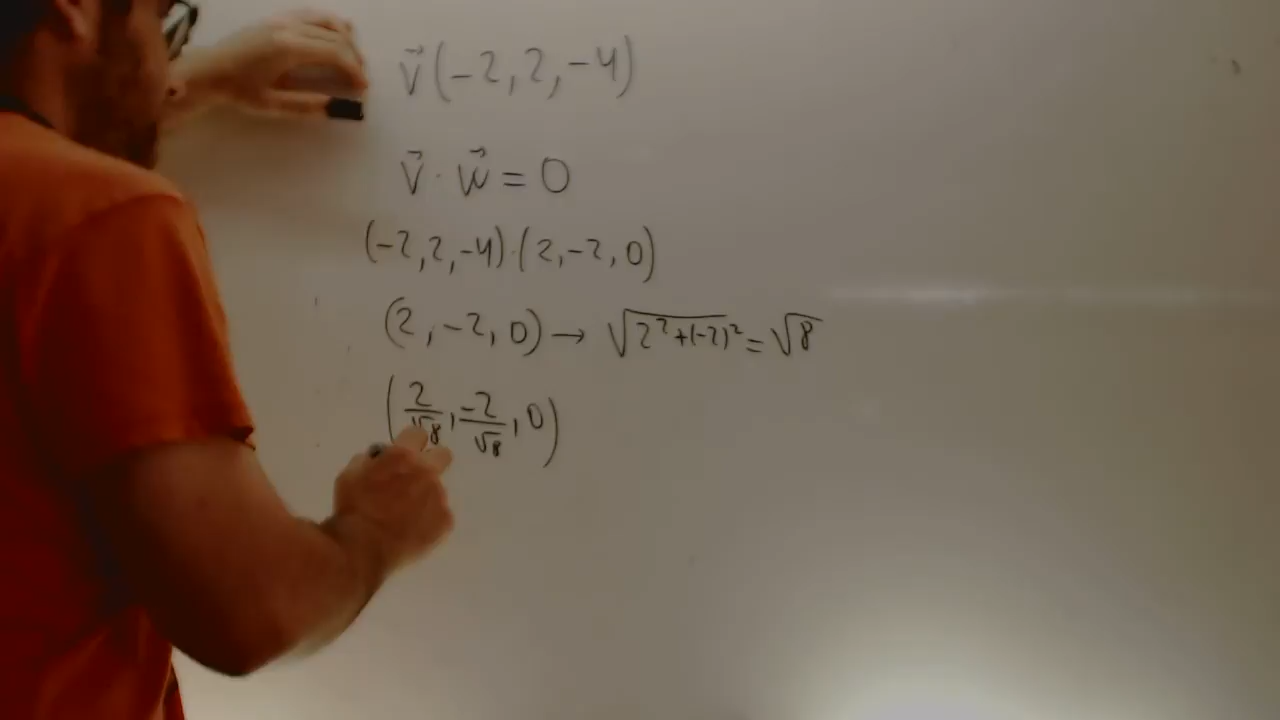 v⃗(-2,2,-4)
v⃗·w⃗=0
(-2,2,-4)·(2,-2,0)
(2,-2,0)→√(2²+(-2)²)=√8
(2/√8,-2/√8,0)